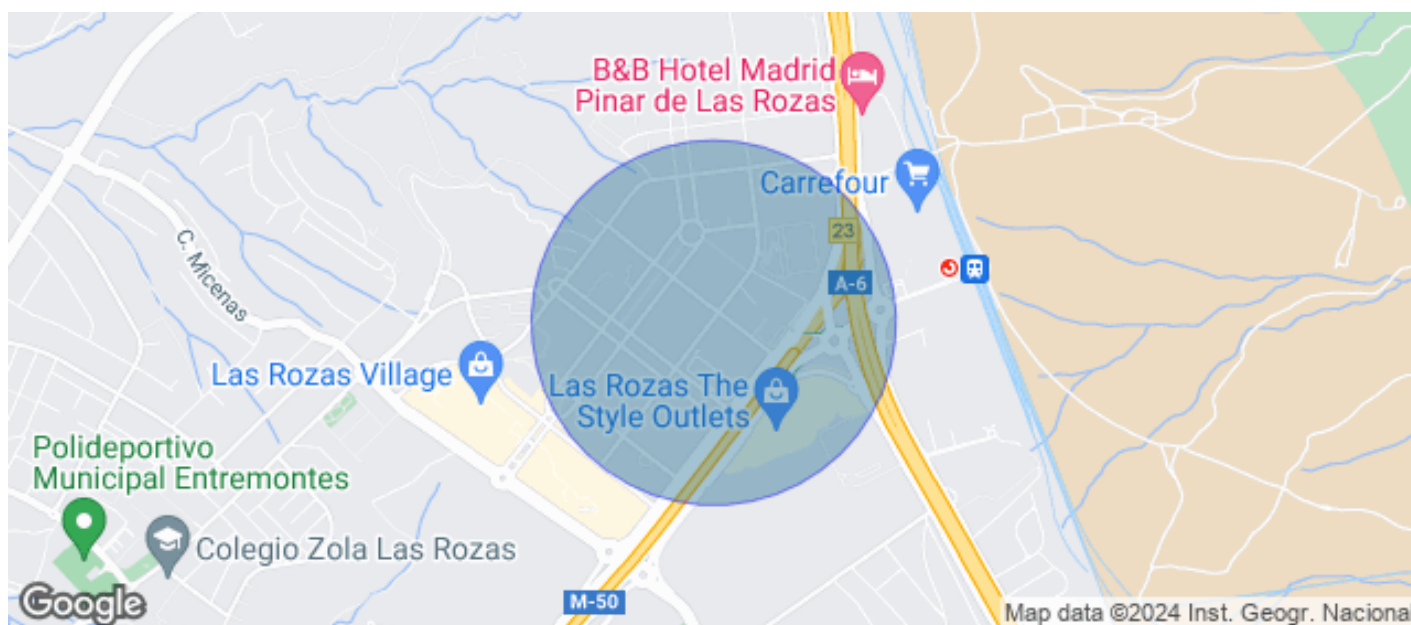 B&B Hotel Madrid
Pinar de Las Rozas
Carrefour
23
A-6
C. Micenas
Las Rozas Village
Las Rozas The
Style Outlets
Polideportivo
Municipal Entremontes
Colegio Zola Las Rozas
M-50
Google
Map data ©2024 Inst. Geogr. Nacional